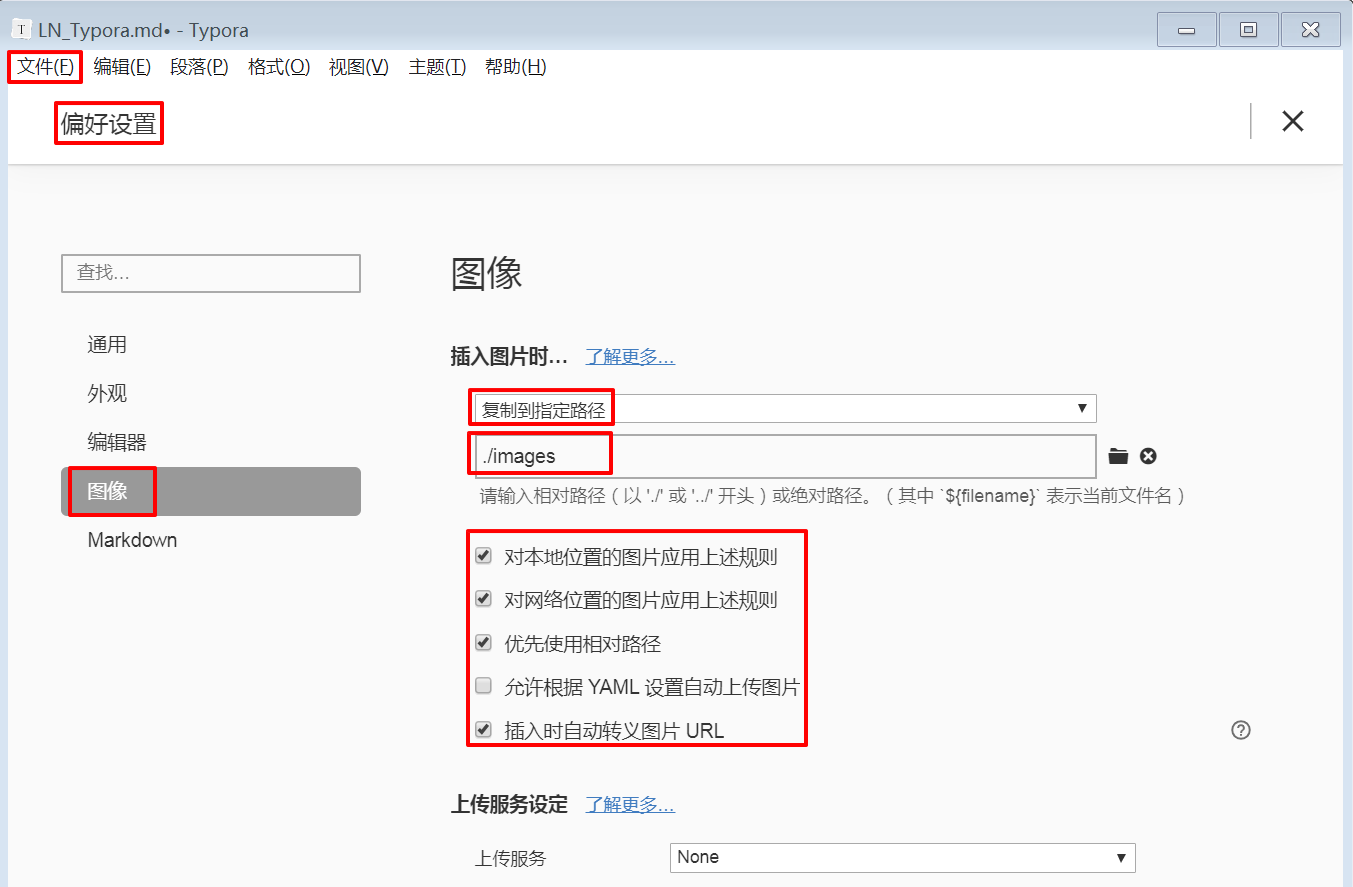 T LN_Typora.md• - Typora
文件(F) 编辑(E) 段落(P) 格式(O) 视图(V) 主题(T) 帮助(H)
偏好设置
查找...
通用
外观
编辑器
图像
Markdown
图像
插入图片时... 了解更多...
复制到指定路径
./images
请输入相对路径（以 './' 或 '../' 开头）或绝对路径。（其中 `${filename}` 表示当前文件名）
对本地位置的图片应用上述规则
对网络位置的图片应用上述规则
优先使用相对路径
允许根据 YAML 设置自动上传图片
插入时自动转义图片 URL
上传服务设定 了解更多...
上传服务 None